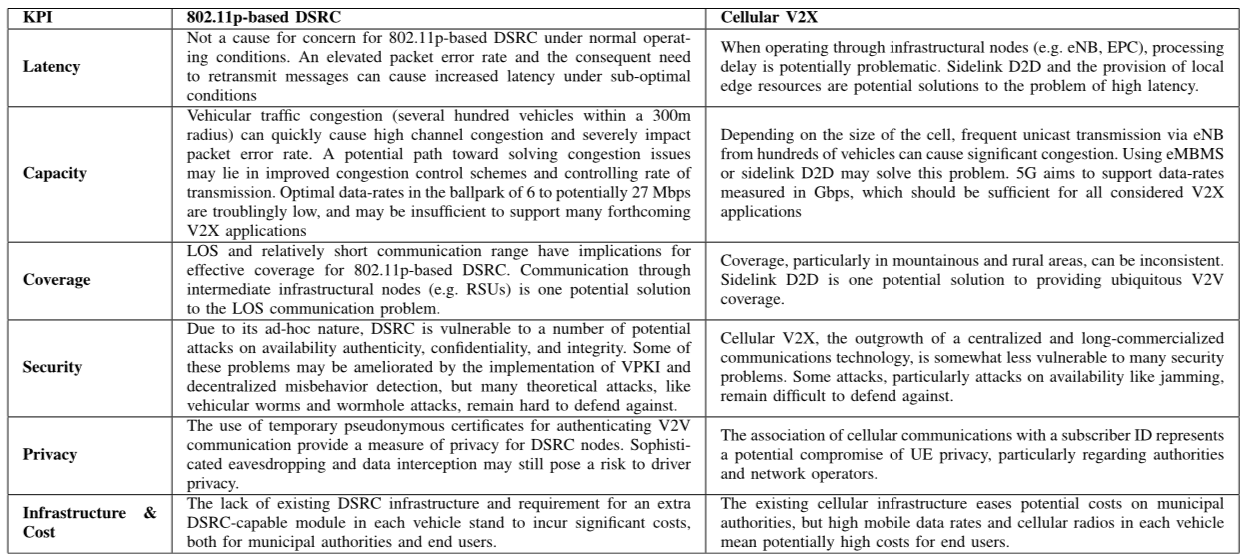 KPI 802.11p-based DSRC Cellular V2X
Latency
Not a cause for concern for 802.11p-based DSRC under normal operat-
ing conditions. An elevated packet error rate and the consequent need
to retransmit messages can cause increased latency under sub-optimal
conditions
When operating through infrastructural nodes (e.g. eNB, EPC), processing
delay is potentially problematic. Sidelink D2D and the provision of local
edge resources are potential solutions to the problem of high latency.
Capacity
Vehicular traffic congestion (several hundred vehicles within a 300m
radius) can quickly cause high channel congestion and severely impact
packet error rate. A potential path toward solving congestion issues
may lie in improved congestion control schemes and controlling rate of
transmission. Optimal data-rates in the ballpark of 6 to potentially 27 Mbps
are troublingly low, and may be insufficient to support many forthcoming
V2X applications
Depending on the size of the cell, frequent unicast transmission via eNB
from hundreds of vehicles can cause significant congestion. Using eMBMS
or sidelink D2D may solve this problem. 5G aims to support data-rates
measured in Gbps, which should be sufficient for all considered V2X
applications
Coverage
LOS and relatively short communication range have implications for
effective coverage for 802.11p-based DSRC. Communication through
intermediate infrastructural nodes (e.g. RSUs) is one potential solution
to the LOS communication problem.
Coverage, particularly in mountainous and rural areas, can be inconsistent.
Sidelink D2D is one potential solution to providing ubiquitous V2V
coverage.
Security
Due to its ad-hoc nature, DSRC is vulnerable to a number of potential
attacks on availability authenticity, confidentiality, and integrity. Some of
these problems may be ameliorated by the implementation of VPKI and
decentralized misbehavior detection, but many theoretical attacks, like
vehicular worms and wormhole attacks, remain hard to defend against.
Cellular V2X, the outgrowth of a centralized and long-commercialized
communications technology, is somewhat less vulnerable to many security
problems. Some attacks, particularly attacks on availability like jamming,
remain difficult to defend against.
Privacy
The use of temporary pseudonymous certificates for authenticating V2V
communication provide a measure of privacy for DSRC nodes. Sophisti-
cated eavesdropping and data interception may still pose a risk to driver
privacy.
The association of cellular communications with a subscriber ID represents
a potential compromise of UE privacy, particularly regarding authorities
and network operators.
Infrastructure &
Cost
The lack of existing DSRC infrastructure and requirement for an extra
DSRC-capable module in each vehicle stand to incur significant costs,
both for municipal authorities and end users.
The existing cellular infrastructure eases potential costs on municipal
authorities, but high mobile data rates and cellular radios in each vehicle
mean potentially high costs for end users.